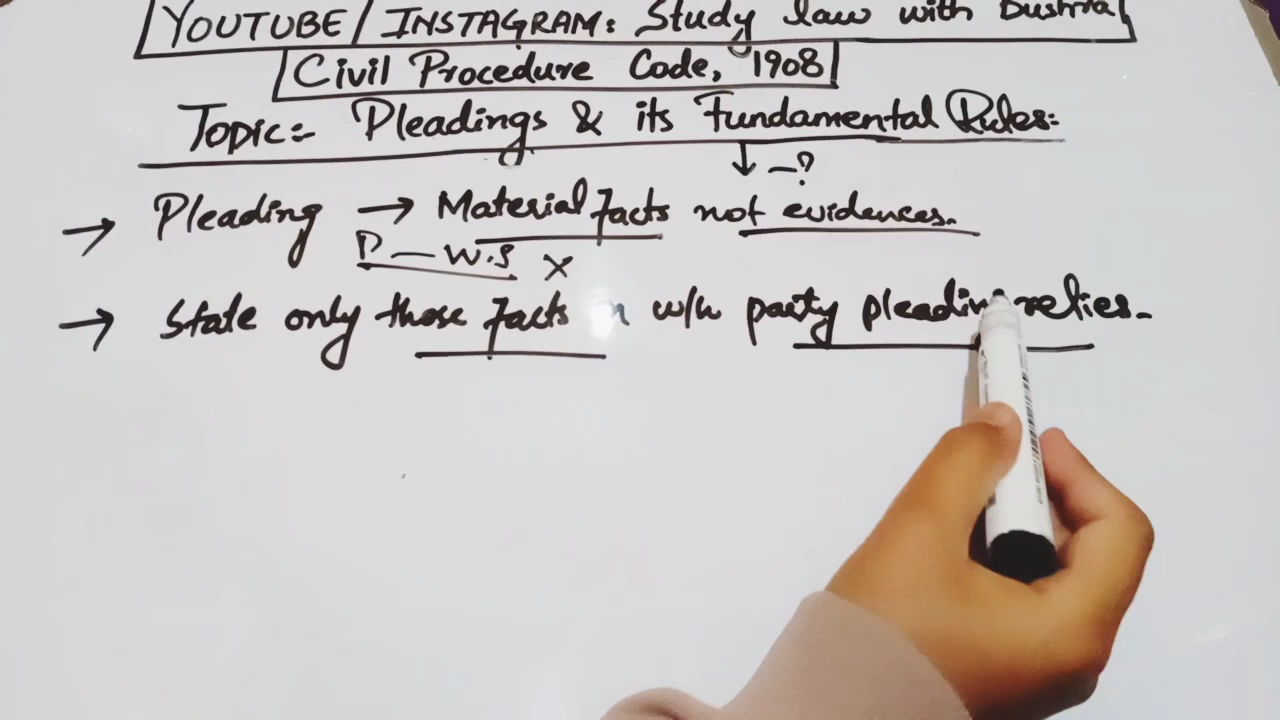 YOUTUBE/INSTAGRAM: Study law with Bushra
Civil Procedure Code, 1908
Topic:- Pleadings & its Fundamental Rules:-
↓ –?
→ Pleading → Material facts not evidences.
P — W.S ×
→ State only those facts w/h party pleading relies.